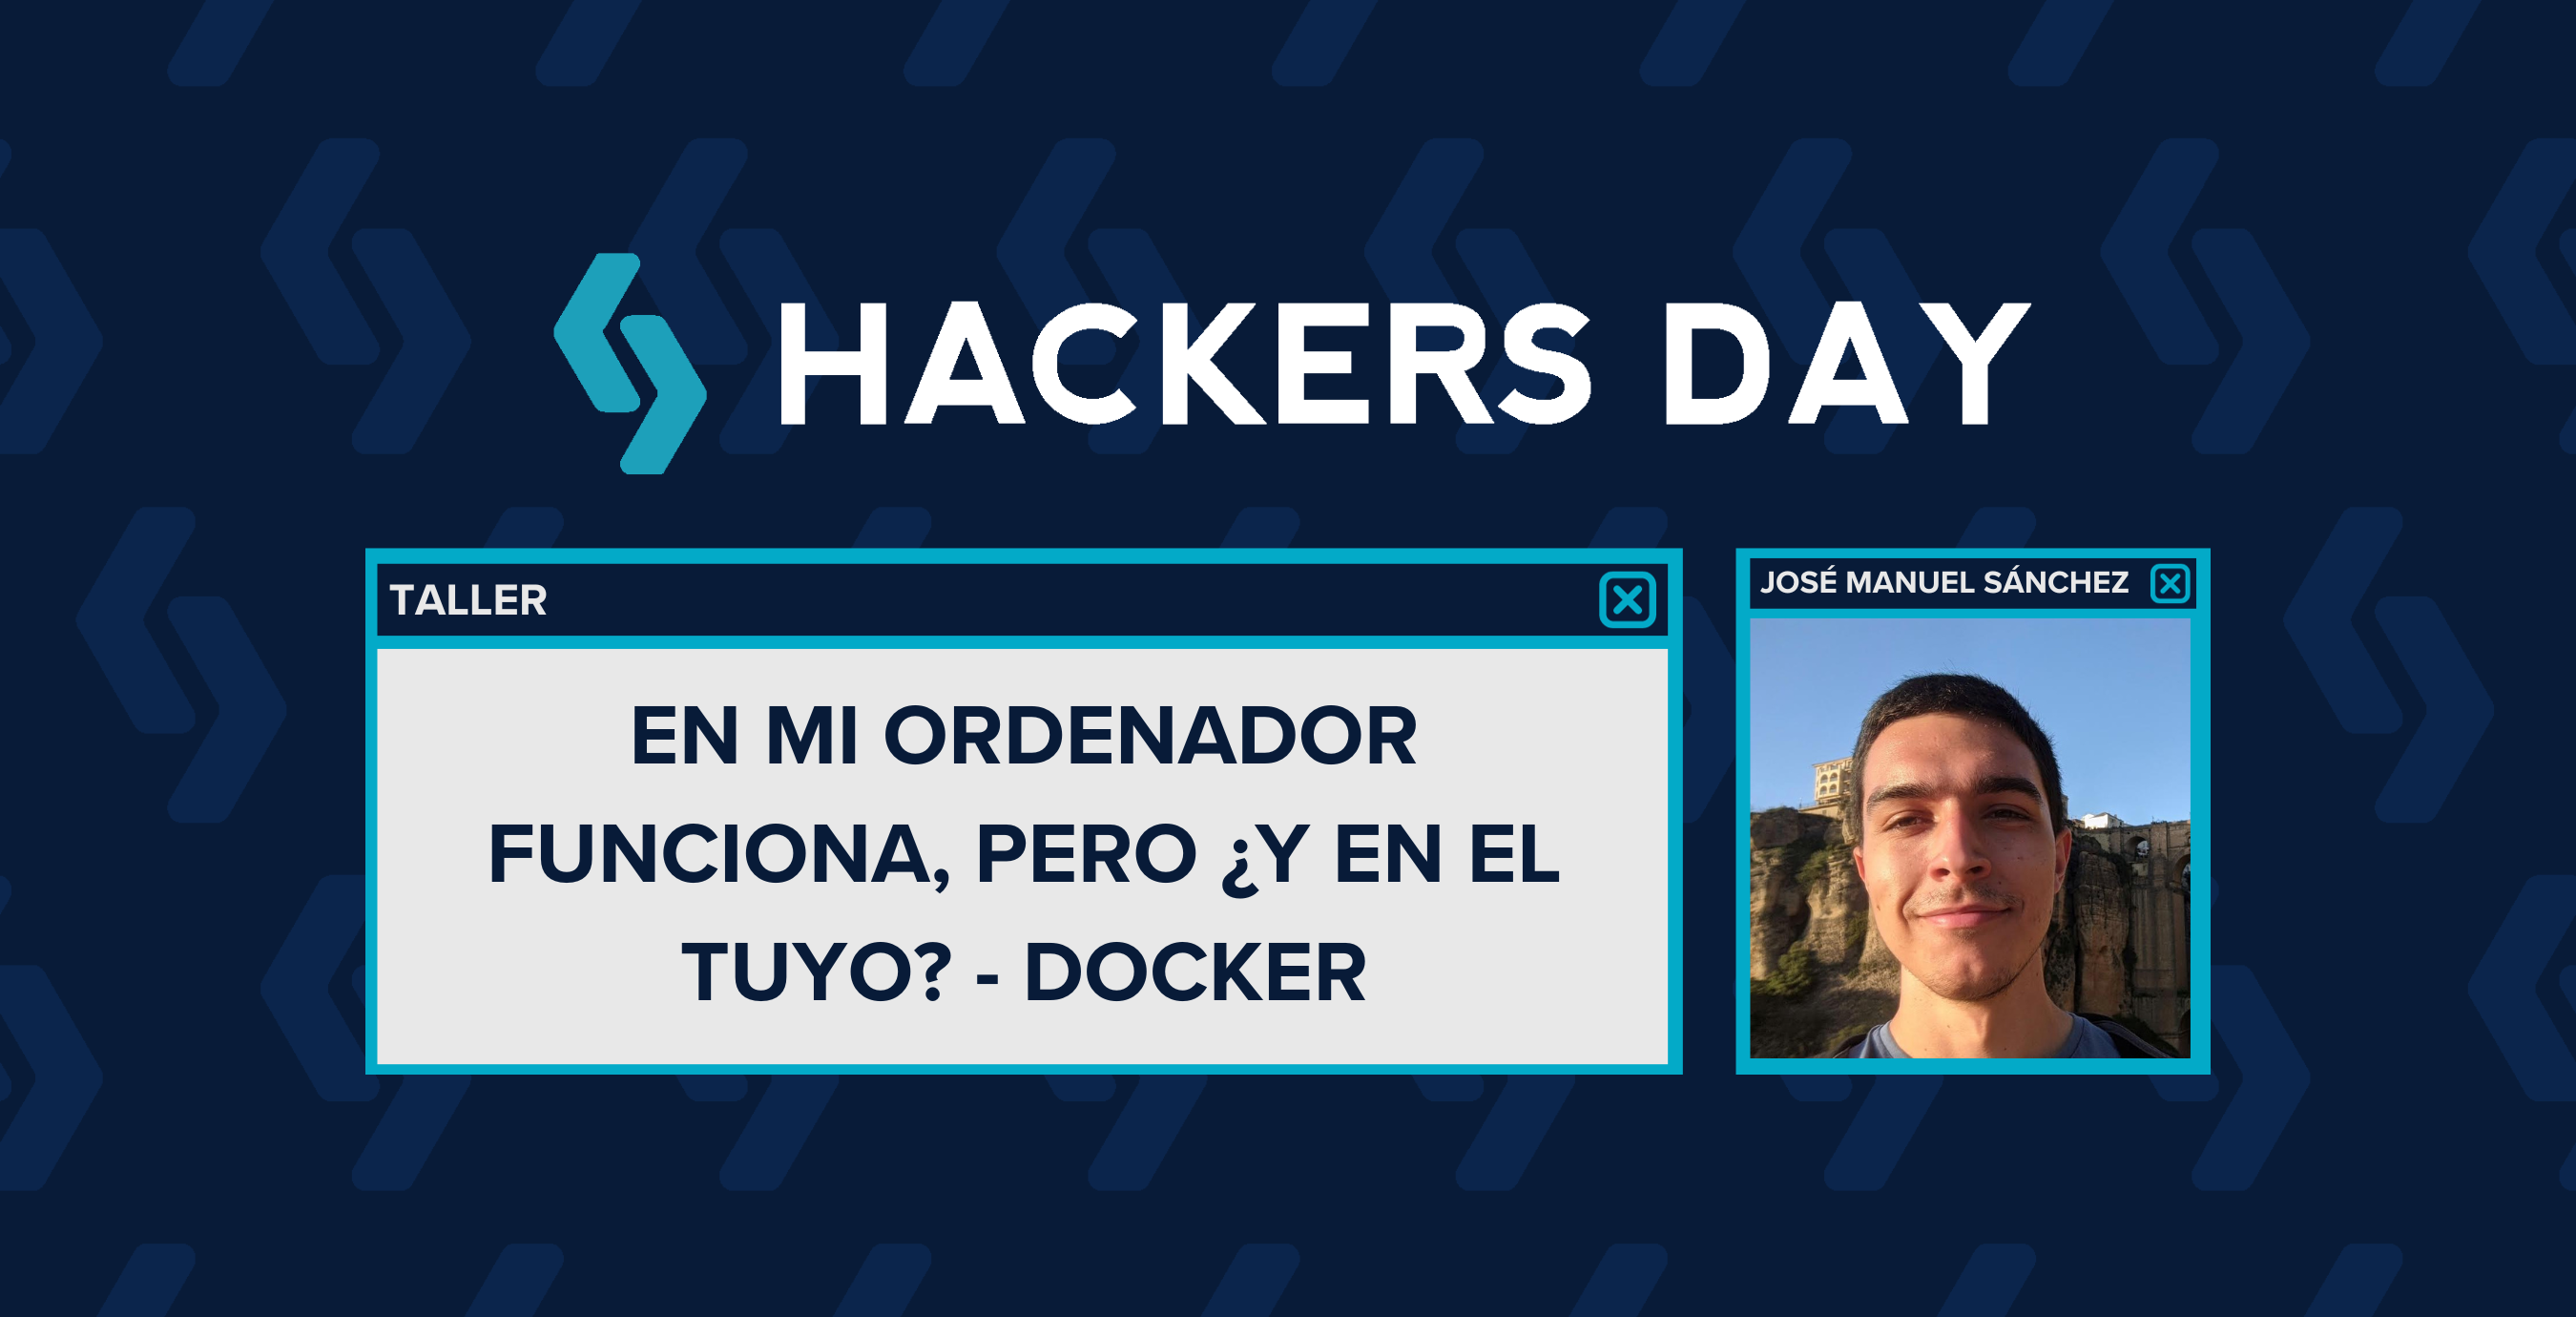 HACKERS DAY
TALLER
EN MI ORDENADOR
FUNCIONA, PERO ¿Y EN EL
TUYO? - DOCKER
JOSÉ MANUEL SÁNCHEZ